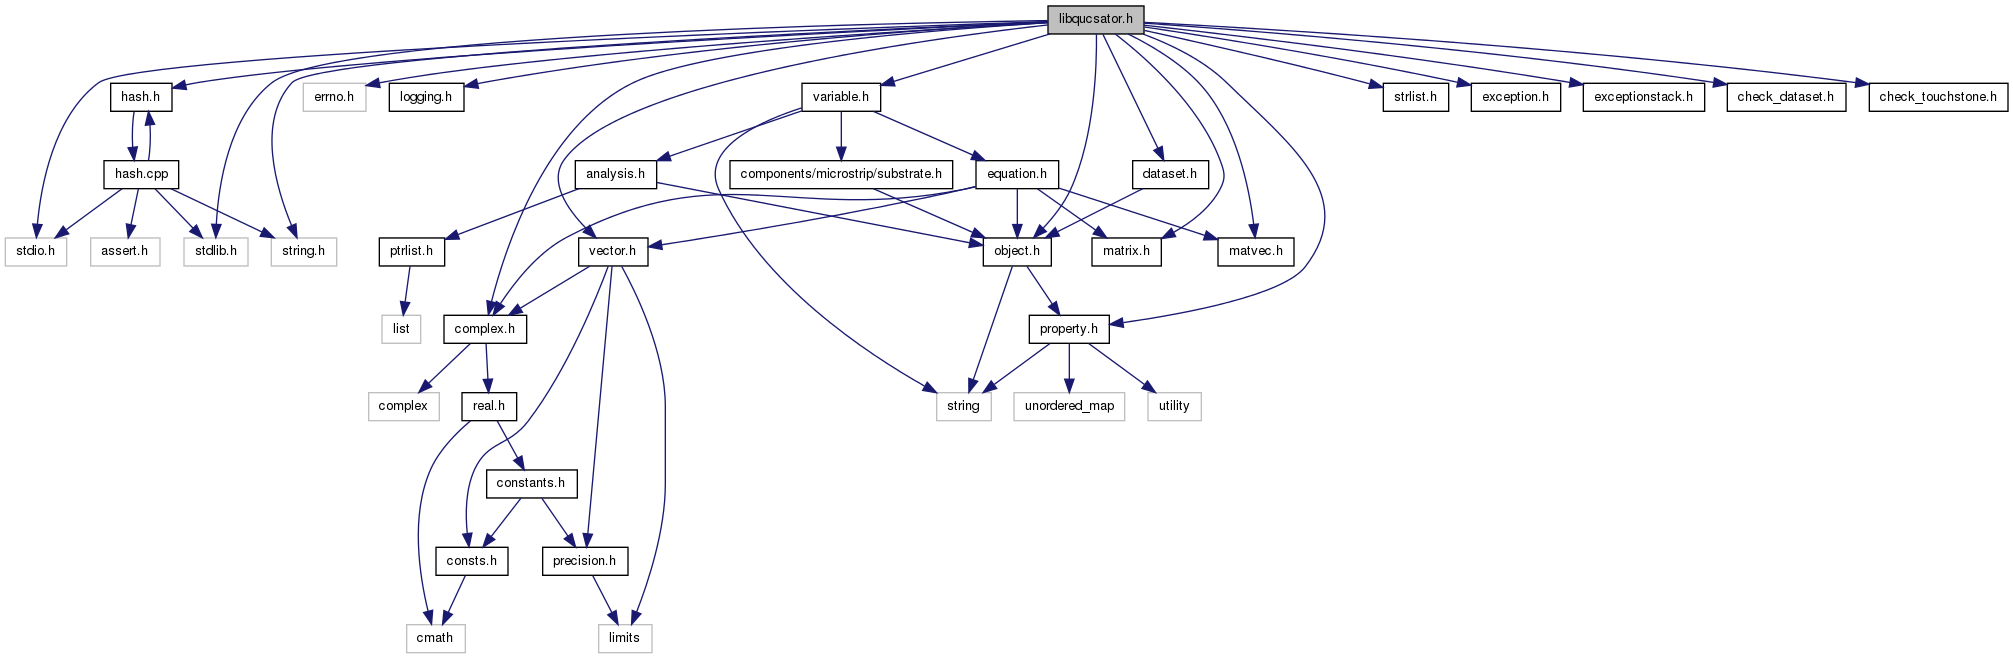 libqucsator.h
hash.h
errno.h
logging.h
variable.h
strlist.h
exception.h
exceptionstack.h
check_dataset.h
check_touchstone.h
hash.cpp
analysis.h
components/microstrip/substrate.h
equation.h
dataset.h
stdio.h
assert.h
stdlib.h
string.h
ptrlist.h
vector.h
object.h
matrix.h
matvec.h
list
complex.h
property.h
complex
real.h
string
unordered_map
utility
constants.h
consts.h
precision.h
cmath
limits